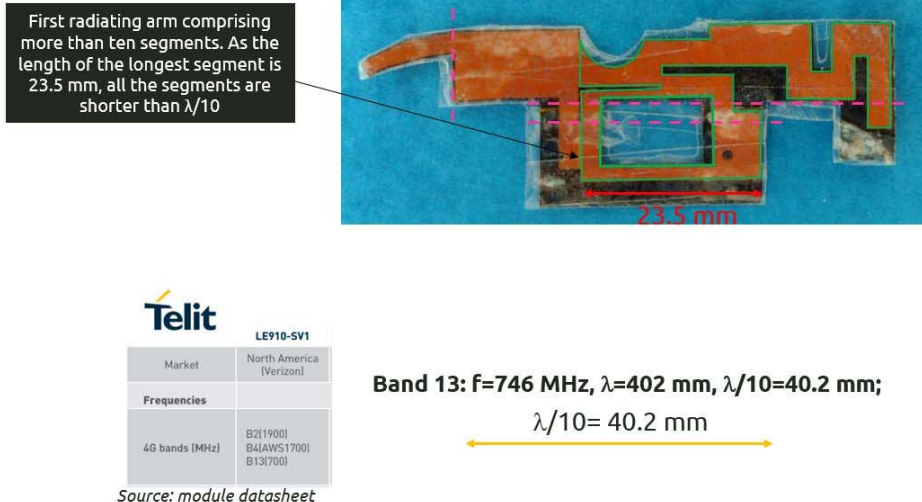 First radiating arm comprising
more than ten segments. As the
length of the longest segment is
23.5 mm, all the segments are
shorter than λ/10
23.5 mm
Telit
LE910-SV1
Market
North America
(Verizon)
Frequencies
4G bands (MHz)
B2(1900)
B4(AWS1700)
B13(700)
Source: module datasheet
Band 13: f=746 MHz, λ=402 mm, λ/10=40.2 mm;
λ/10= 40.2 mm